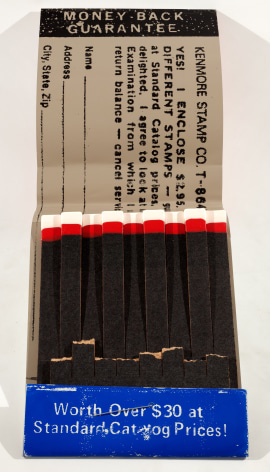 MONEY-BACK
GUARANTEE
KENMORE STAMP CO. T-864
YES! I ENCLOSE $2.95
DIFFERENT STAMPS —
at Standard Catalog prices.
delighted. I agree to look at
Examination from which I
return balance — cancel servi
Name
Address
City, State, Zip
Worth Over $30 at
Standard Catalog Prices!